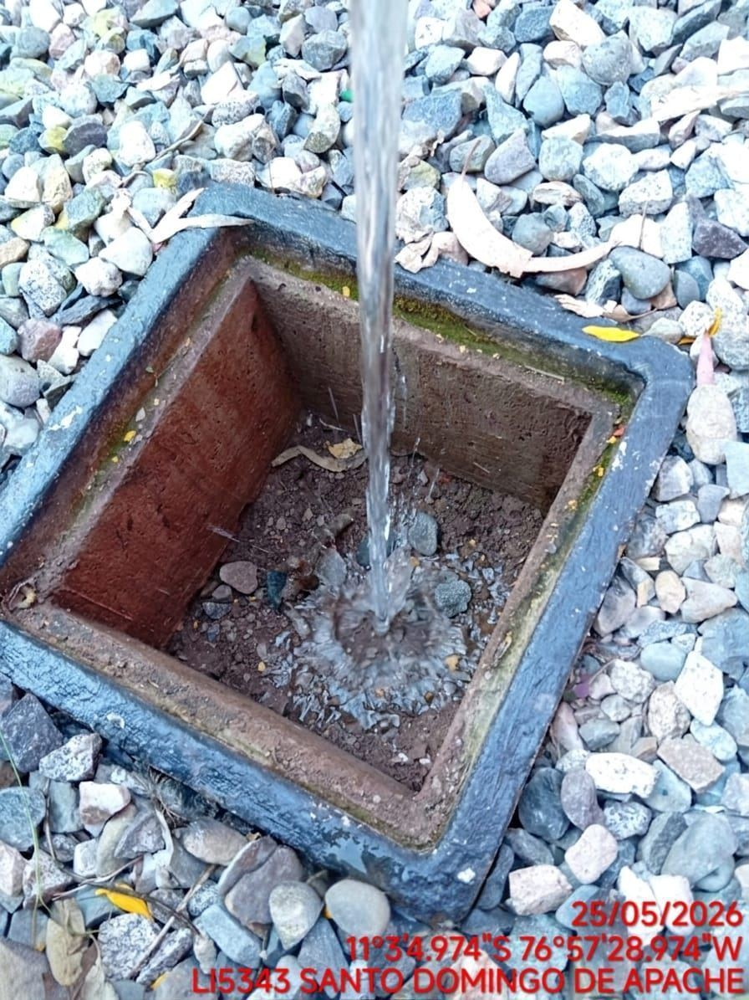 25/05/2026
11°3'4.974"S 76°57'28.974"W
LI5343 SANTO DOMINGO DE APACHE